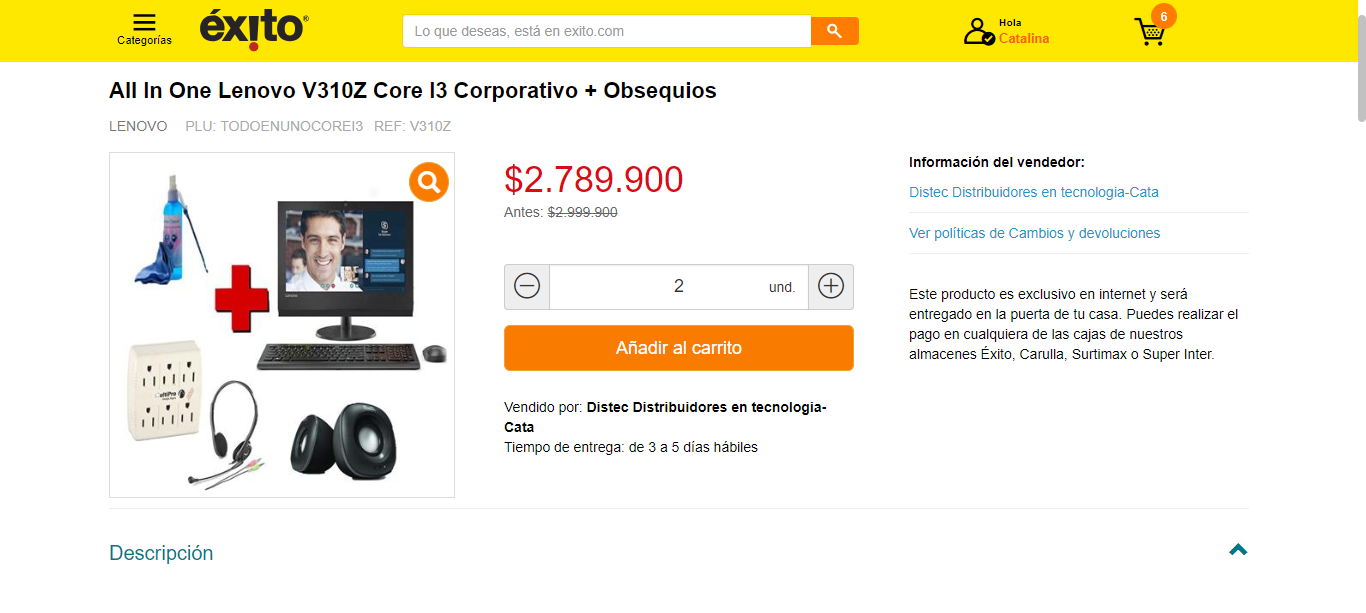 Categorías
éxito®
Lo que deseas, está en exito.com
Hola
Catalina
6
All In One Lenovo V310Z Core I3 Corporativo + Obsequios
LENOVO PLU: TODOENUNOCOREI3 REF: V310Z
$2.789.900
Antes: $2.999.900
2 und.
Añadir al carrito
Vendido por: Distec Distribuidores en tecnologia-
Cata
Tiempo de entrega: de 3 a 5 días hábiles
Información del vendedor:
Distec Distribuidores en tecnologia-Cata
Ver políticas de Cambios y devoluciones
Este producto es exclusivo en internet y será
entregado en la puerta de tu casa. Puedes realizar el
pago en cualquiera de las cajas de nuestros
almacenes Éxito, Carulla, Surtimax o Super Inter.
Descripción